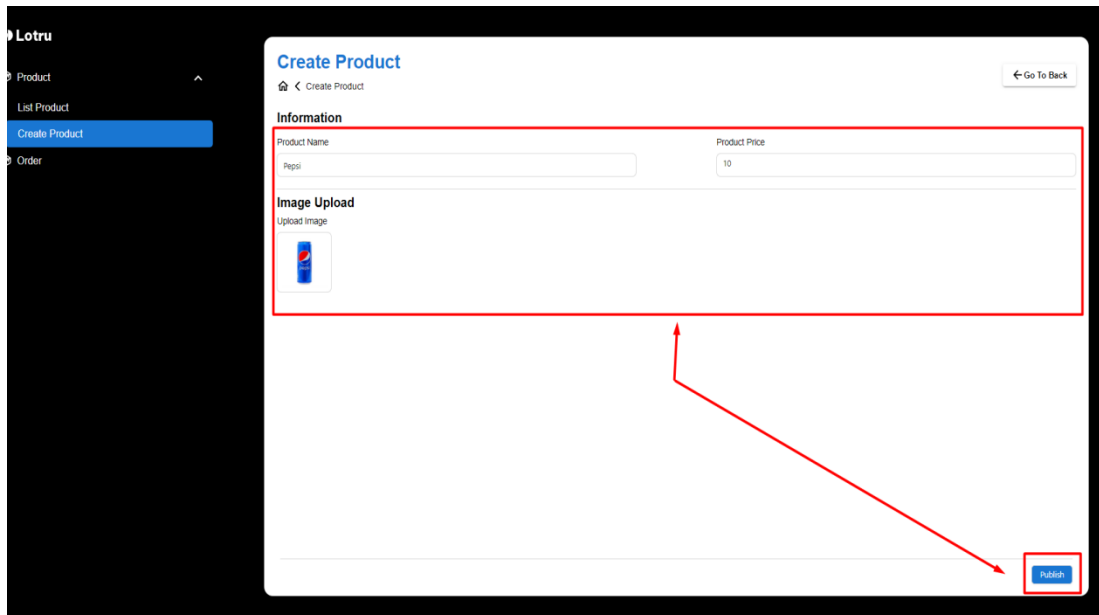 Lotru
Product
List Product
Create Product
Order
Create Product
Create Product
Go To Back
Information
Product Name
Product Price
Pepsi
10
Image Upload
Upload Image
Publish